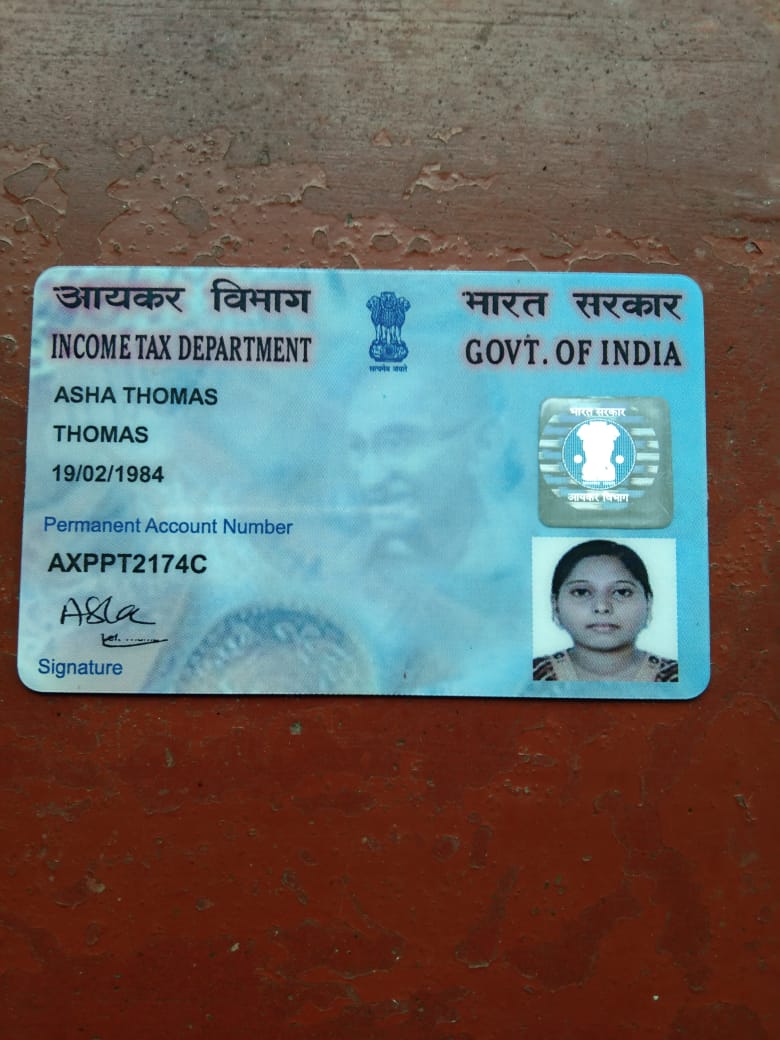 आयकर विभाग
INCOME TAX DEPARTMENT
भारत सरकार
GOVT. OF INDIA
सत्यमेव जयते
ASHA THOMAS
THOMAS
19/02/1984
Permanent Account Number
AXPPT2174C
Asha
Signature
भारत सरकार
आयकर विभाग